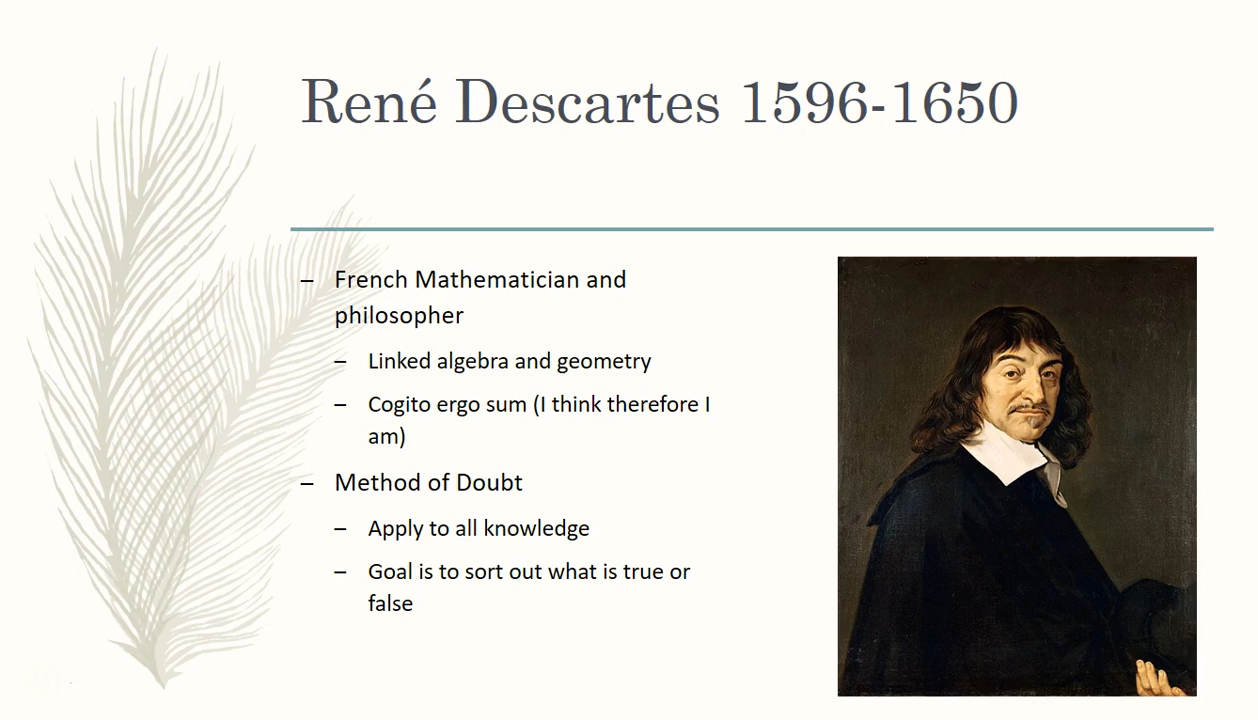 René Descartes 1596-1650
– French Mathematician and
philosopher
– Linked algebra and geometry
– Cogito ergo sum (I think therefore I
am)
– Method of Doubt
– Apply to all knowledge
– Goal is to sort out what is true or
false